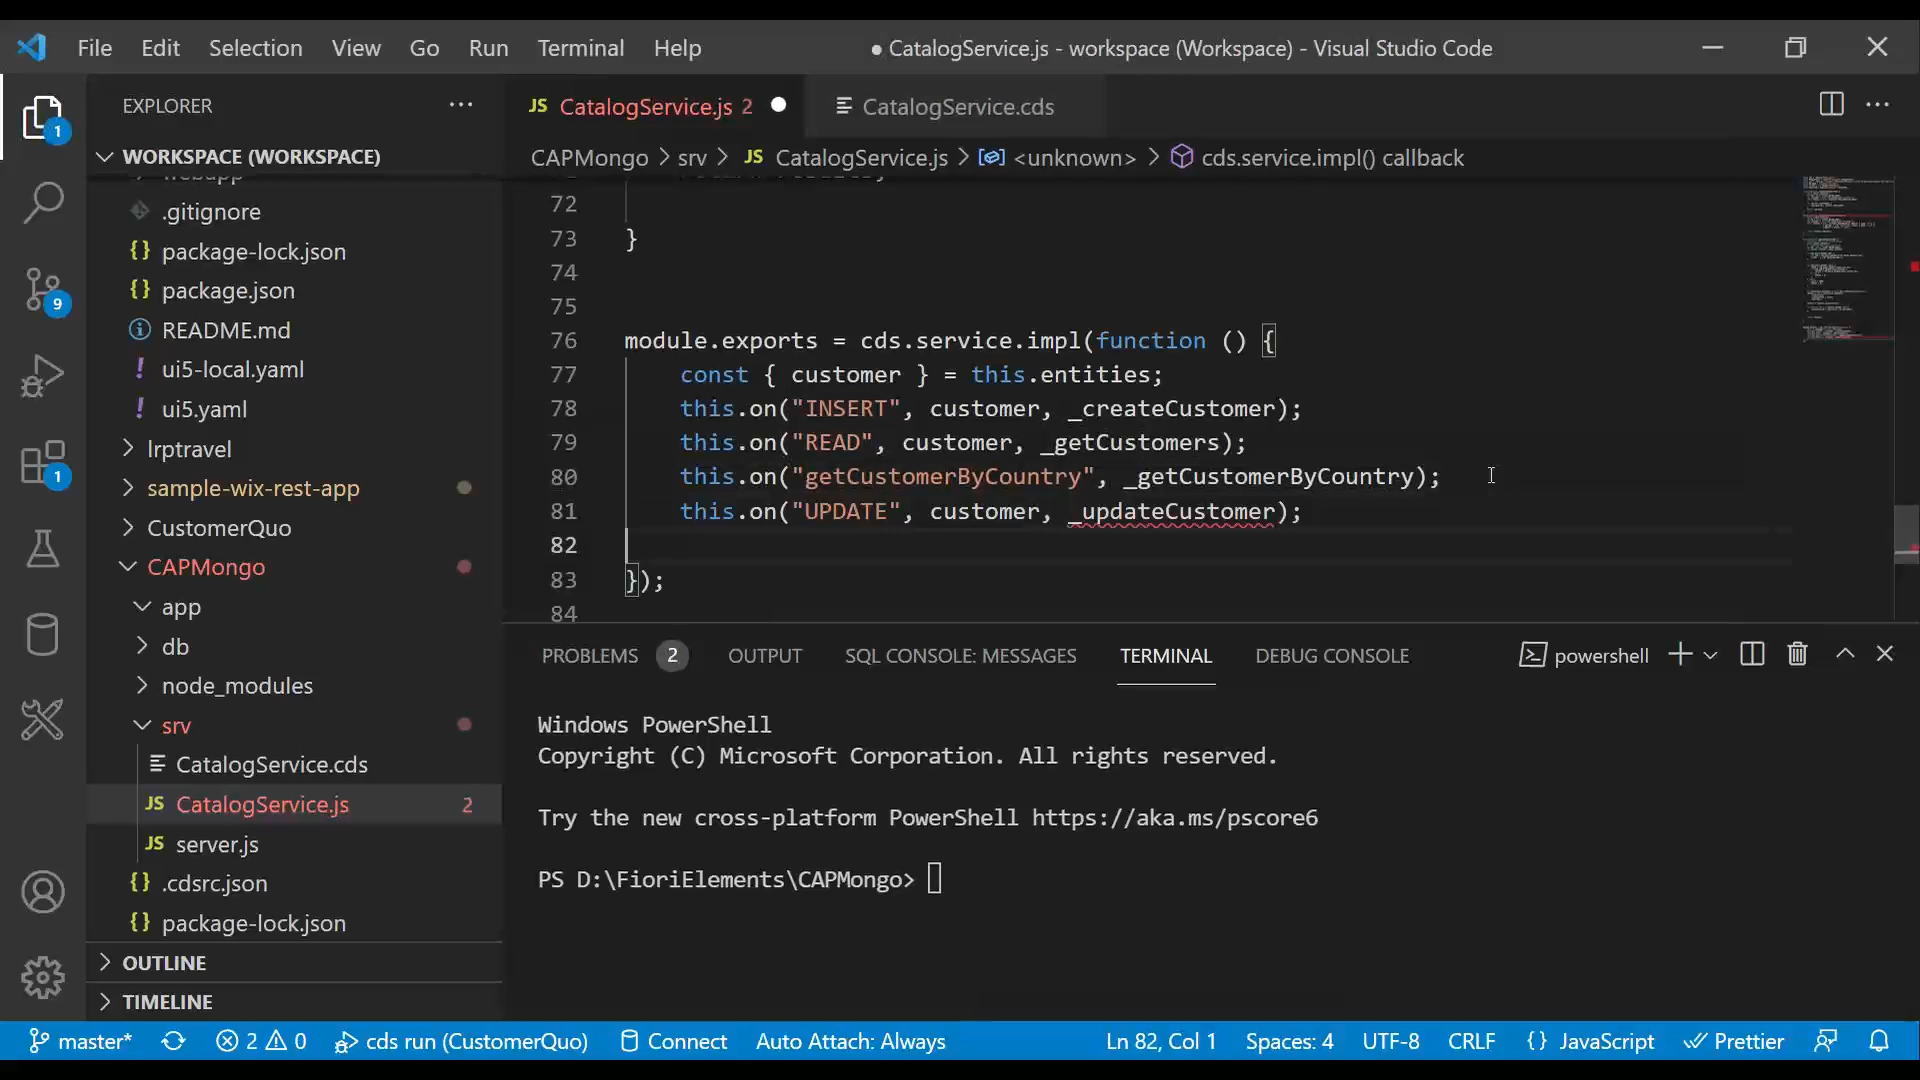 File Edit Selection View Go Run Terminal Help ● CatalogService.js - workspace (Workspace) - Visual Studio Code
EXPLORER ···
JS CatalogService.js 2 ● CatalogService.cds ···
WORKSPACE (WORKSPACE)
CAPMongo > srv > JS CatalogService.js > <unknown> > cds.service.impl() callback
webapp
.gitignore
{} package-lock.json
{} package.json
README.md
! ui5-local.yaml
! ui5.yaml
lrptravel
sample-wix-rest-app
CustomerQuo
CAPMongo
app
db
node_modules
srv
CatalogService.cds
JS CatalogService.js 2
JS server.js
{} .cdsrc.json
{} package-lock.json
OUTLINE
TIMELINE
1
9
1
72
73 }
74
75
76 module.exports = cds.service.impl(function () {
77 const { customer } = this.entities;
78 this.on("INSERT", customer, _createCustomer);
79 this.on("READ", customer, _getCustomers);
80 this.on("getCustomerByCountry", _getCustomerByCountry);
81 this.on("UPDATE", customer, _updateCustomer);
82
83 });
84
PROBLEMS 2 OUTPUT SQL CONSOLE: MESSAGES TERMINAL DEBUG CONSOLE powershell
Windows PowerShell
Copyright (C) Microsoft Corporation. All rights reserved.
Try the new cross-platform PowerShell https://aka.ms/pscore6
PS D:\FioriElements\CAPMongo>
master* 2 0 cds run (CustomerQuo) Connect Auto Attach: Always Ln 82, Col 1 Spaces: 4 UTF-8 CRLF {} JavaScript Prettier